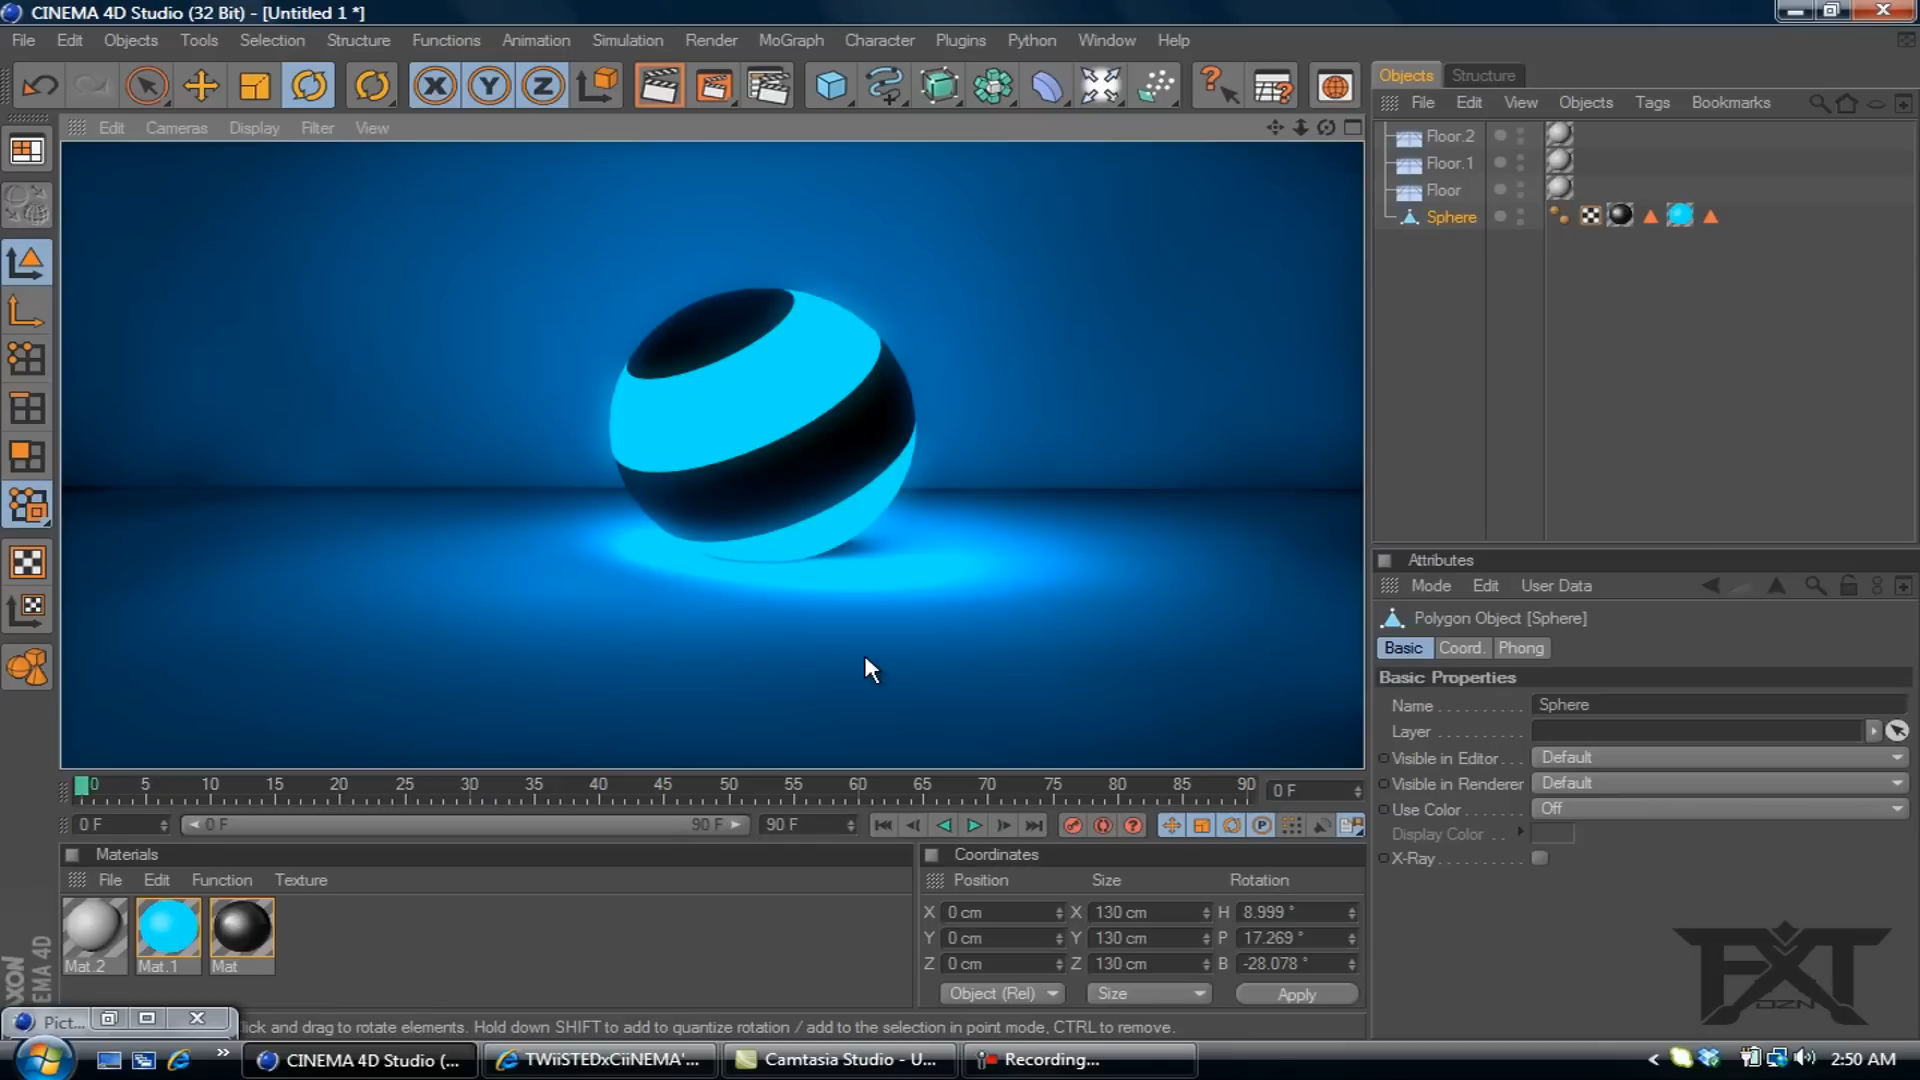 CINEMA 4D Studio (32 Bit) - [Untitled 1 *]
File Edit Objects Tools Selection Structure Functions Animation Simulation Render MoGraph Character Plugins Python Window Help
Objects Structure
File Edit View Objects Tags Bookmarks
Edit Cameras Display Filter View
Floor.2
Floor.1
Floor
Sphere
Attributes
Mode Edit User Data
Polygon Object [Sphere]
Basic Coord. Phong
Basic Properties
Name Sphere
Layer
Visible in Editor Default
Visible in Renderer Default
Use Color Off
Display Color
X-Ray
0 5 10 15 20 25 30 35 40 45 50 55 60 65 70 75 80 85 90 0 F
0 F 0 F 90 F 90 F
Materials
File Edit Function Texture
Mat.2 Mat.1 Mat
Coordinates
Position Size Rotation
X 0 cm X 130 cm H 8.999 °
Y 0 cm Y 130 cm P 17.269 °
Z 0 cm Z 130 cm B -28.078 °
Object (Rel) Size Apply
AXON
EMA 4D
FXT
OZN
Pict... lick and drag to rotate elements. Hold down SHIFT to add to quantize rotation / add to the selection in point mode, CTRL to remove.
CINEMA 4D Studio (... TWiiSTEDxCiiNEMA'... Camtasia Studio - U... Recording... 2:50 AM